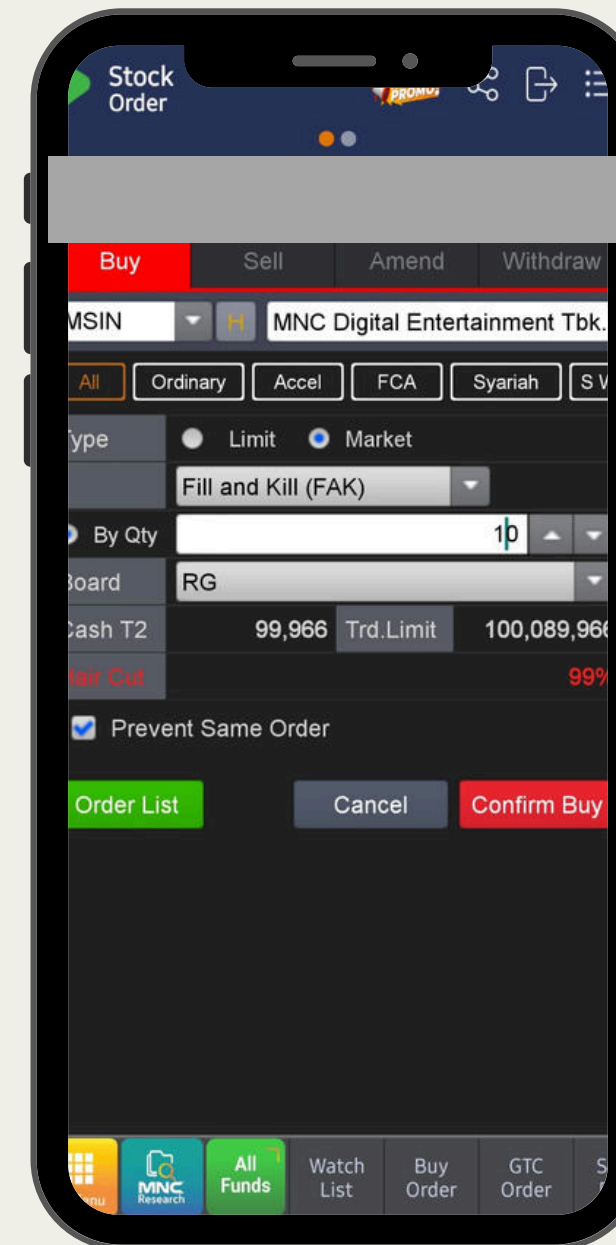 Stock
Order
PROMO!
Buy Sell Amend Withdraw
MSIN H MNC Digital Entertainment Tbk.
All Ordinary Accel FCA Syariah S
Type Limit Market
Fill and Kill (FAK)
By Qty 10
Board RG
Cash T2 99,966 Trd.Limit 100,089,966
Hair Cut 99%
Prevent Same Order
Order List Cancel Confirm Buy
Menu MNC Research All Funds Watch List Buy Order GTC Order